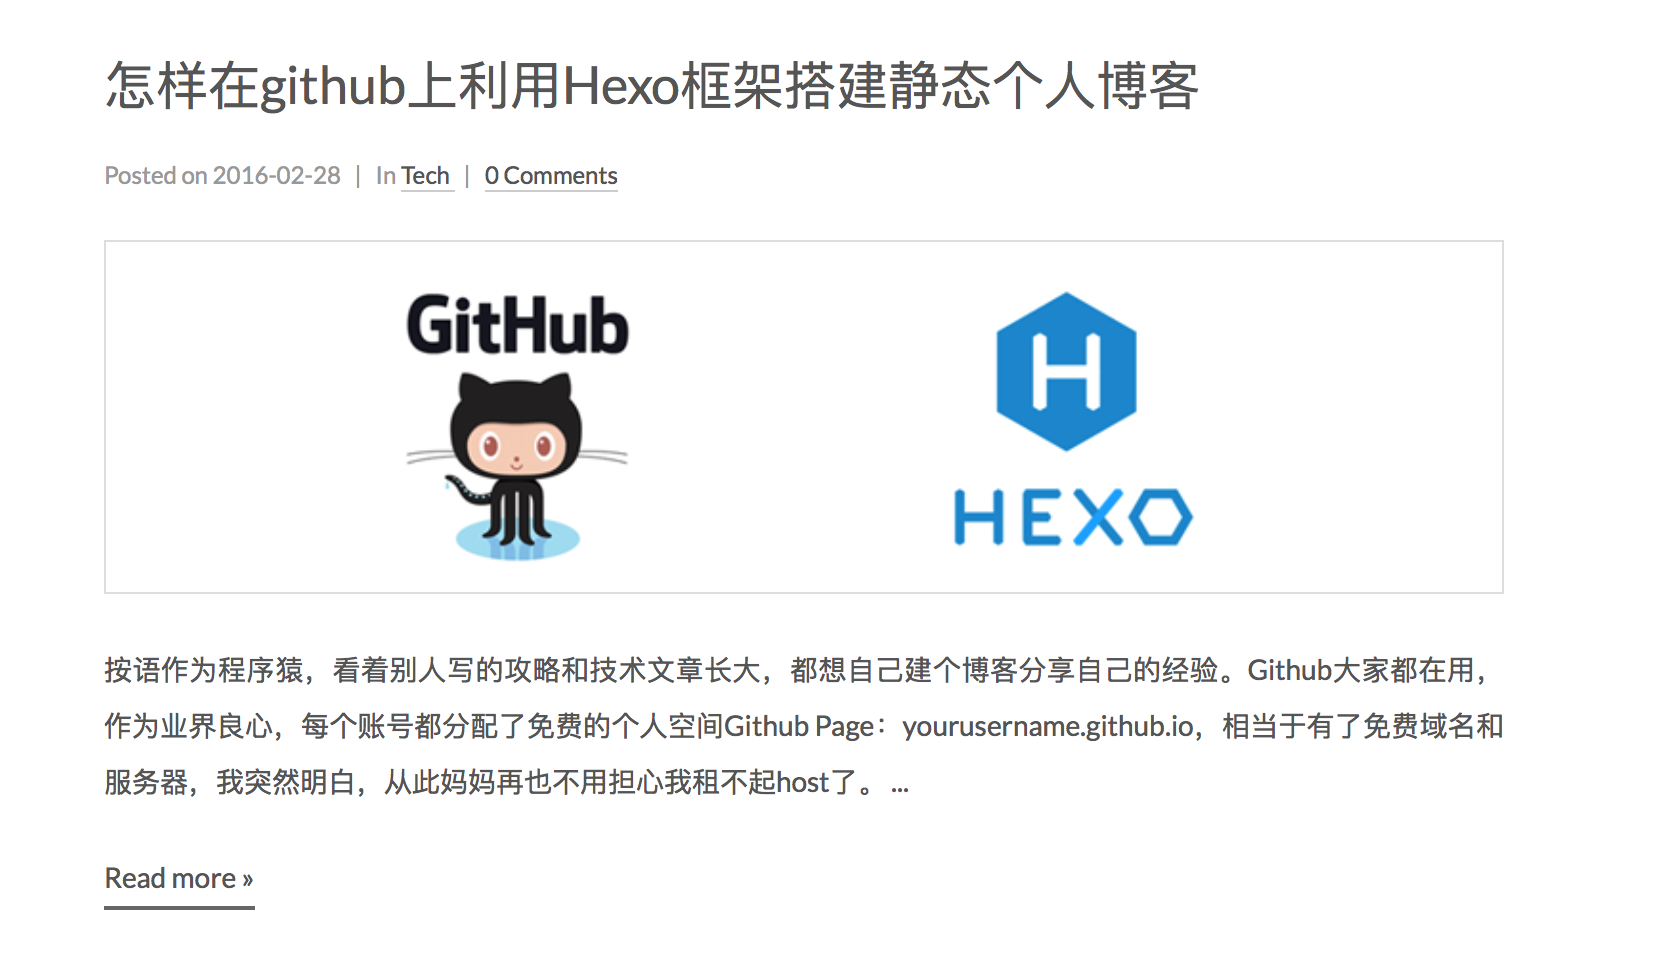 怎样在github上利用Hexo框架搭建静态个人博客
Posted on 2016-02-28 | In Tech | 0 Comments
GitHub
H
HEXO
按语作为程序猿，看着别人写的攻略和技术文章长大，都想自己建个博客分享自己的经验。Github大家都在用，
作为业界良心，每个账号都分配了免费的个人空间Github Page：yourusername.github.io，相当于有了免费域名和
服务器，我突然明白，从此妈妈再也不用担心我租不起host了。 ...
Read more »